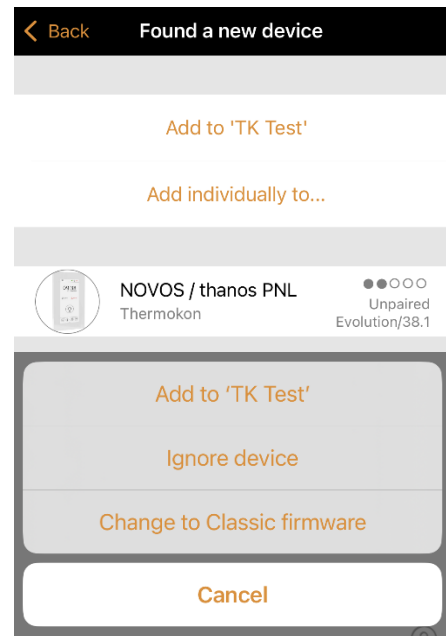 Back Found a new device
Add to 'TK Test'
Add individually to...
NOVOS / thanos PNL
Thermokon
Unpaired
Evolution/38.1
Add to ‘TK Test’
Ignore device
Change to Classic firmware
Cancel